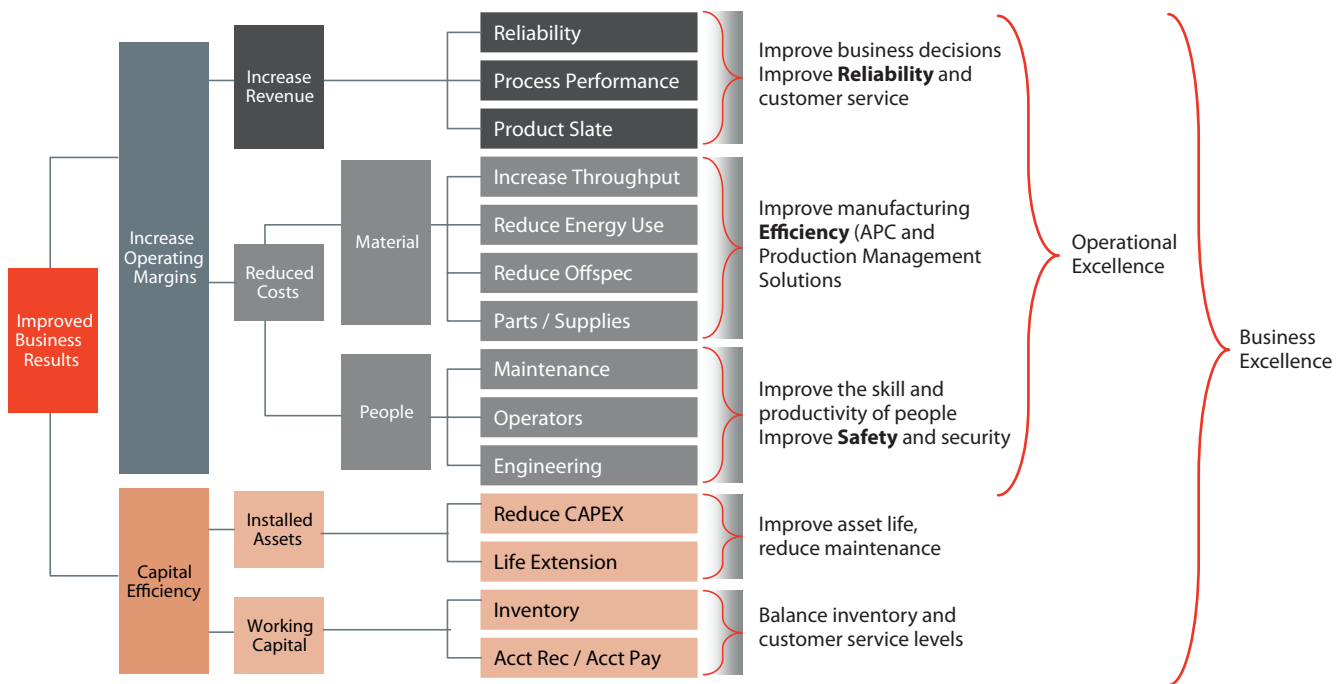 Improved
Business
Results
Increase
Operating
Margins
Capital
Efficiency
Increase
Revenue
Reduced
Costs
Installed
Assets
Working
Capital
Material
People
Reliability
Process Performance
Product Slate
Increase Throughput
Reduce Energy Use
Reduce Offspec
Parts / Supplies
Maintenance
Operators
Engineering
Reduce CAPEX
Life Extension
Inventory
Acct Rec / Acct Pay
Improve business decisions
Improve Reliability and
customer service
Improve manufacturing
Efficiency (APC and
Production Management
Solutions
Improve the skill and
productivity of people
Improve Safety and security
Improve asset life,
reduce maintenance
Balance inventory and
customer service levels
Operational
Excellence
Business
Excellence